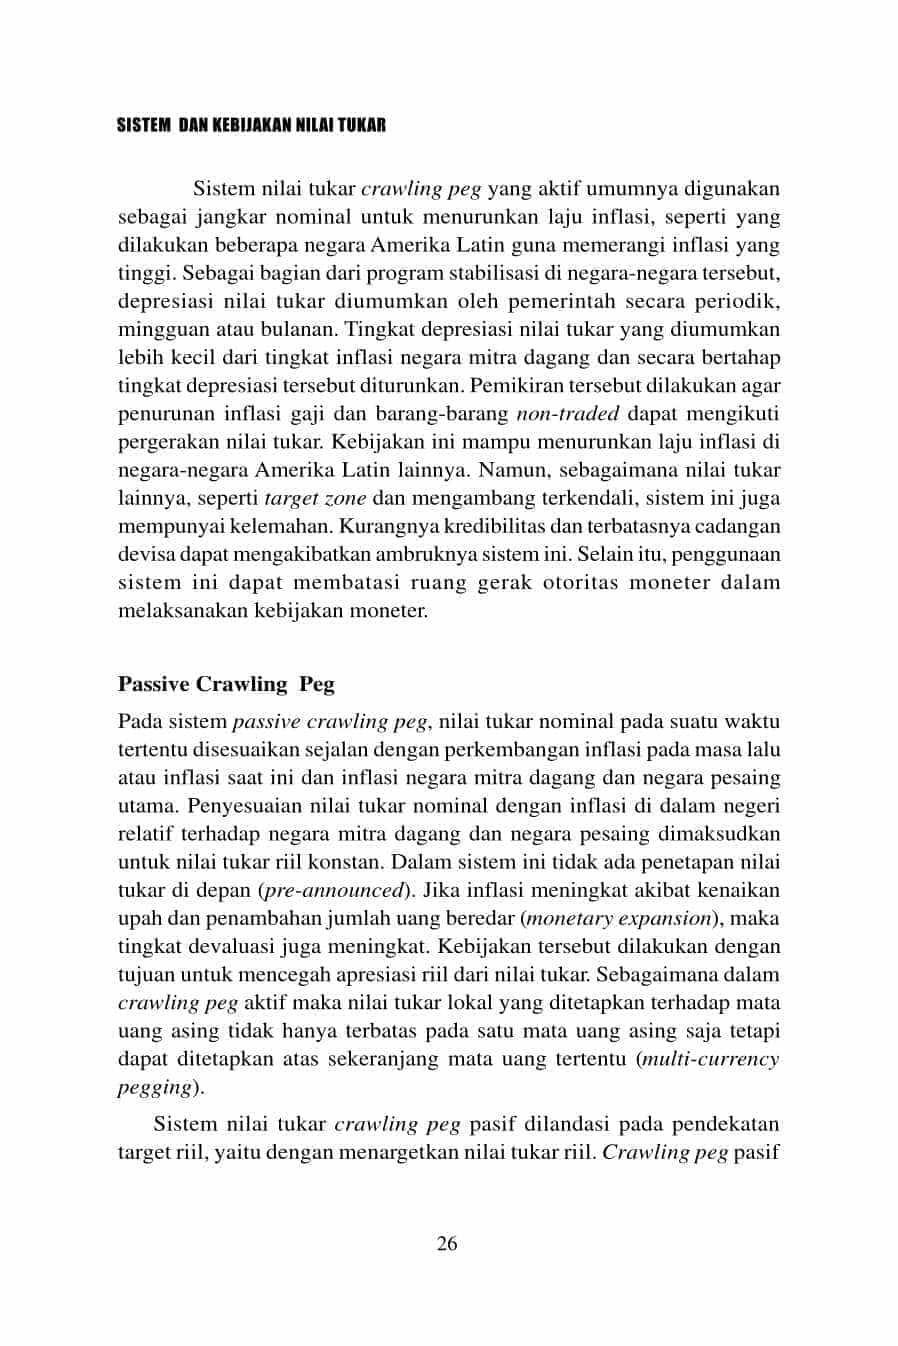 SISTEM DAN KEBIJAKAN NILAI TUKAR
Sistem nilai tukar crawling peg yang aktif umumnya digunakan
sebagai jangkar nominal untuk menurunkan laju inflasi, seperti yang
dilakukan beberapa negara Amerika Latin guna memerangi inflasi yang
tinggi. Sebagai bagian dari program stabilisasi di negara-negara tersebut,
depresiasi nilai tukar diumumkan oleh pemerintah secara periodik,
mingguan atau bulanan. Tingkat depresiasi nilai tukar yang diumumkan
lebih kecil dari tingkat inflasi negara mitra dagang dan secara bertahap
tingkat depresiasi tersebut diturunkan. Pemikiran tersebut dilakukan agar
penurunan inflasi gaji dan barang-barang non-traded dapat mengikuti
pergerakan nilai tukar. Kebijakan ini mampu menurunkan laju inflasi di
negara-negara Amerika Latin lainnya. Namun, sebagaimana nilai tukar
lainnya, seperti target zone dan mengambang terkendali, sistem ini juga
mempunyai kelemahan. Kurangnya kredibilitas dan terbatasnya cadangan
devisa dapat mengakibatkan ambruknya sistem ini. Selain itu, penggunaan
sistem ini dapat membatasi ruang gerak otoritas moneter dalam
melaksanakan kebijakan moneter.
Passive Crawling Peg
Pada sistem passive crawling peg, nilai tukar nominal pada suatu waktu
tertentu disesuaikan sejalan dengan perkembangan inflasi pada masa lalu
atau inflasi saat ini dan inflasi negara mitra dagang dan negara pesaing
utama. Penyesuaian nilai tukar nominal dengan inflasi di dalam negeri
relatif terhadap negara mitra dagang dan negara pesaing dimaksudkan
untuk nilai tukar riil konstan. Dalam sistem ini tidak ada penetapan nilai
tukar di depan (pre-announced). Jika inflasi meningkat akibat kenaikan
upah dan penambahan jumlah uang beredar (monetary expansion), maka
tingkat devaluasi juga meningkat. Kebijakan tersebut dilakukan dengan
tujuan untuk mencegah apresiasi riil dari nilai tukar. Sebagaimana dalam
crawling peg aktif maka nilai tukar lokal yang ditetapkan terhadap mata
uang asing tidak hanya terbatas pada satu mata uang asing saja tetapi
dapat ditetapkan atas sekeranjang mata uang tertentu (multi-currency
pegging).
Sistem nilai tukar crawling peg pasif dilandasi pada pendekatan
target riil, yaitu dengan menargetkan nilai tukar riil. Crawling peg pasif
26